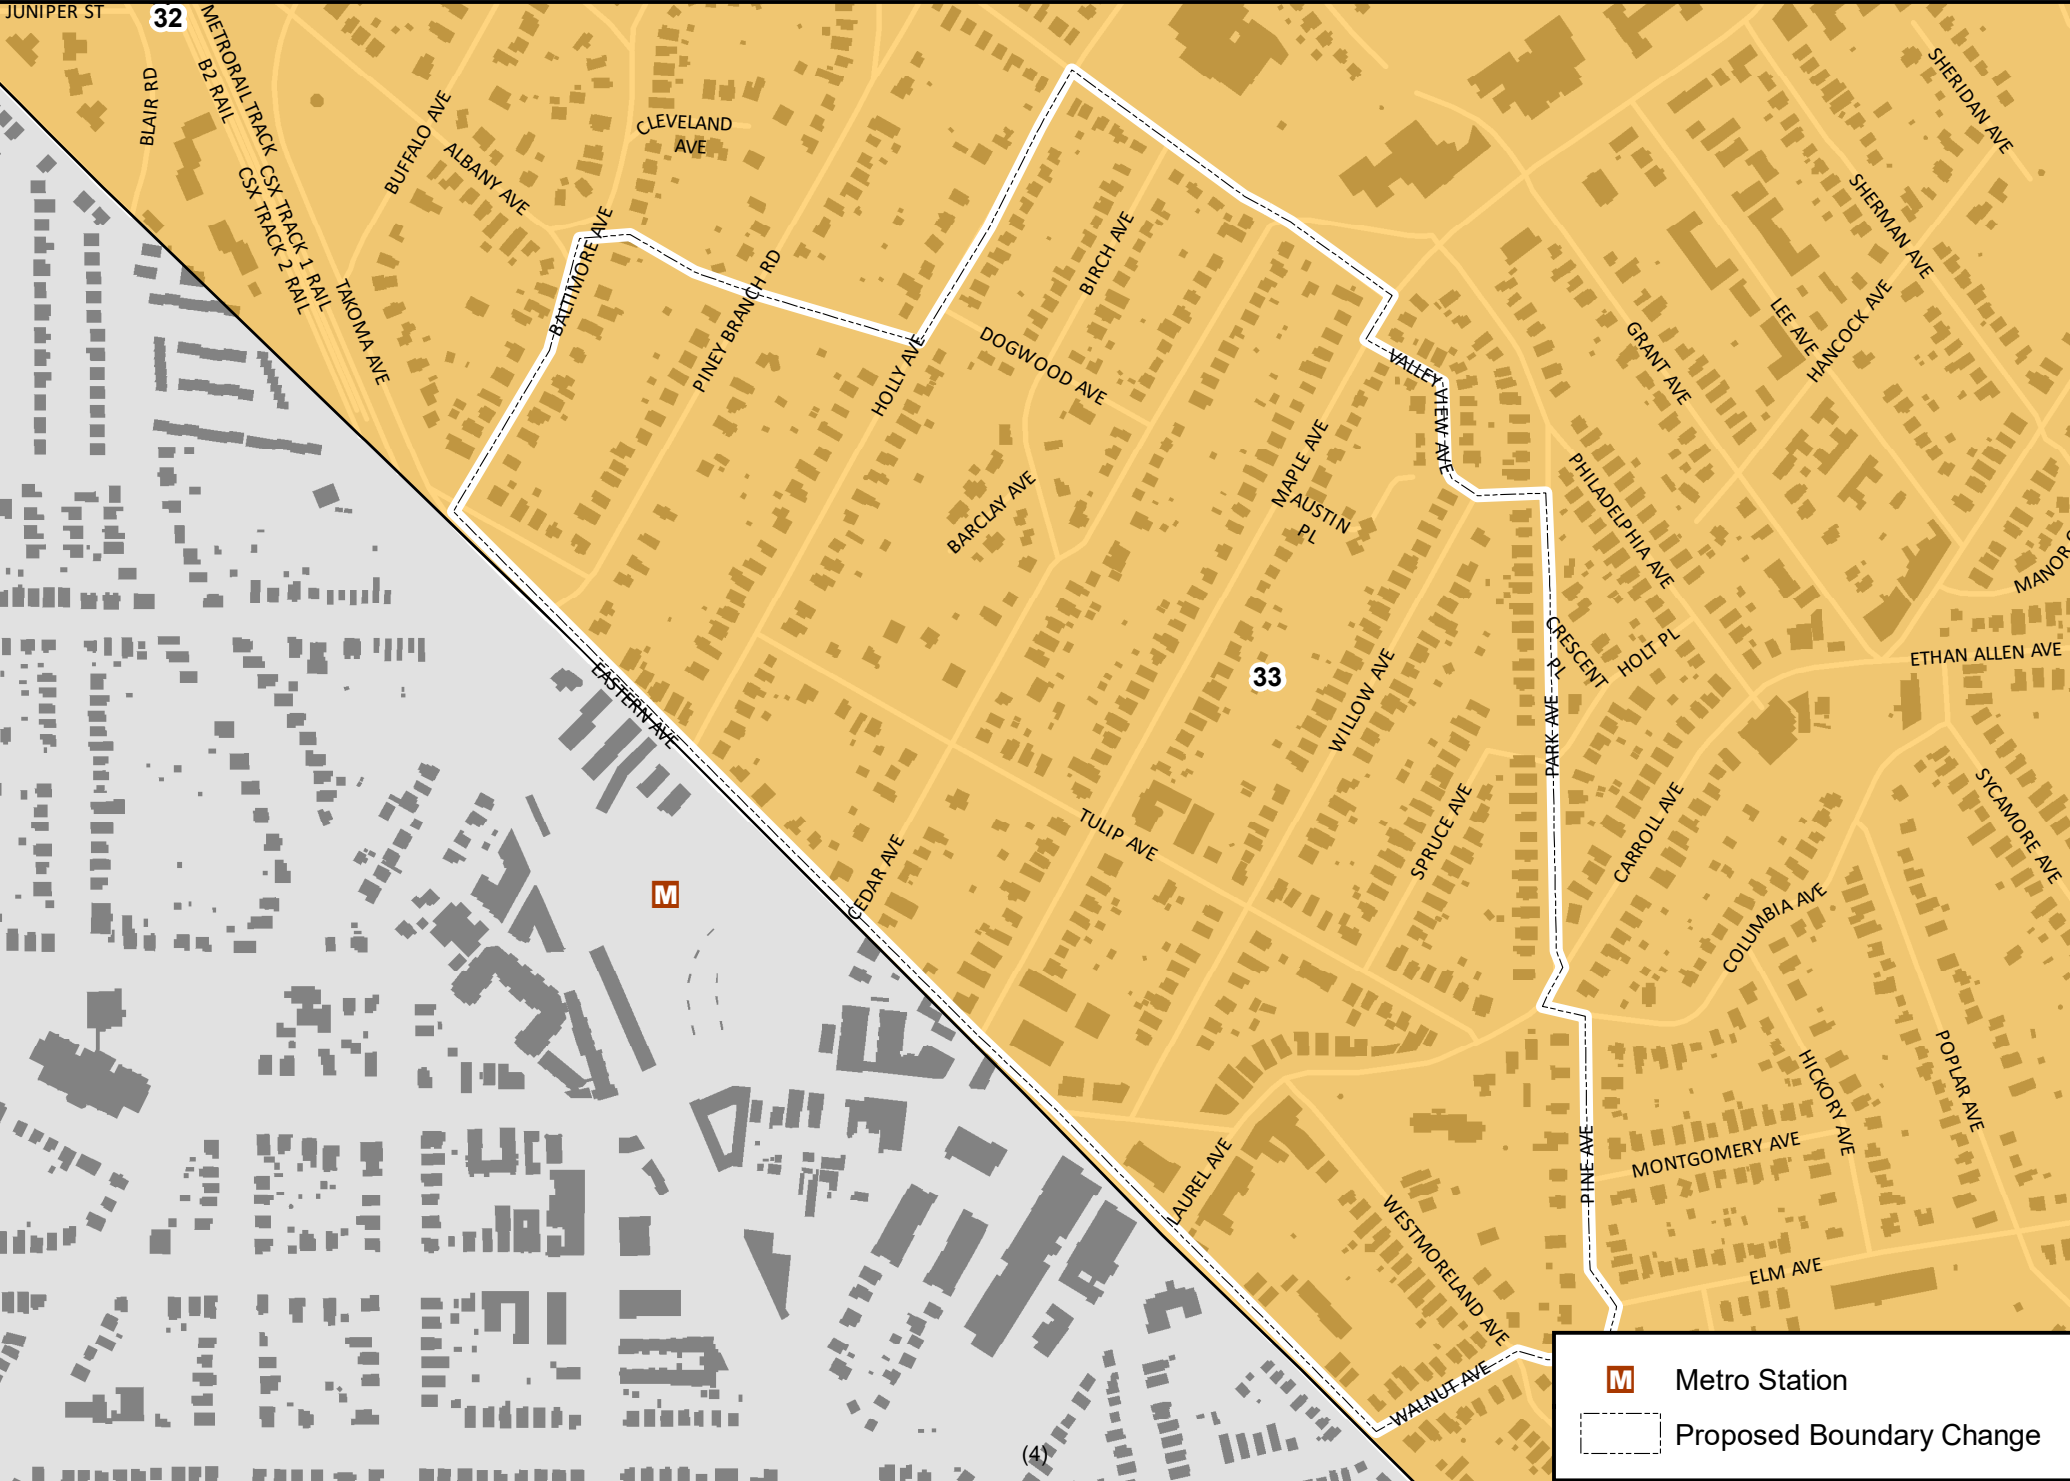 JUNIPER ST
32
METRORAIL TRACK
B2 RAIL
BLAIR RD
CSX TRACK 1 RAIL
CSX TRACK 2 RAIL
TAKOMA AVE
BUFFALO AVE
ALBANY AVE
CLEVELAND
AVE
BALTIMORE AVE
PINEY BRANCH RD
HOLLY AVE
BIRCH AVE
DOGWOOD AVE
BARCLAY AVE
MAPLE AVE
AUSTIN
PL
VALLEY VIEW AVE
SHERIDAN AVE
SHERMAN AVE
LEE AVE
HANCOCK AVE
GRANT AVE
PHILADELPHIA AVE
MANOR
CRESCENT
PL
HOLT PL
ETHAN ALLEN AVE
33
WILLOW AVE
PARK AVE
EASTERN AVE
CEDAR AVE
TULIP AVE
SPRUCE AVE
CARROLL AVE
COLUMBIA AVE
SYCAMORE AVE
M
HICKORY AVE
POPLAR AVE
PINE AVE
MONTGOMERY AVE
LAUREL AVE
WESTMORELAND AVE
ELM AVE
WALNUT AVE
(4)
M Metro Station
Proposed Boundary Change